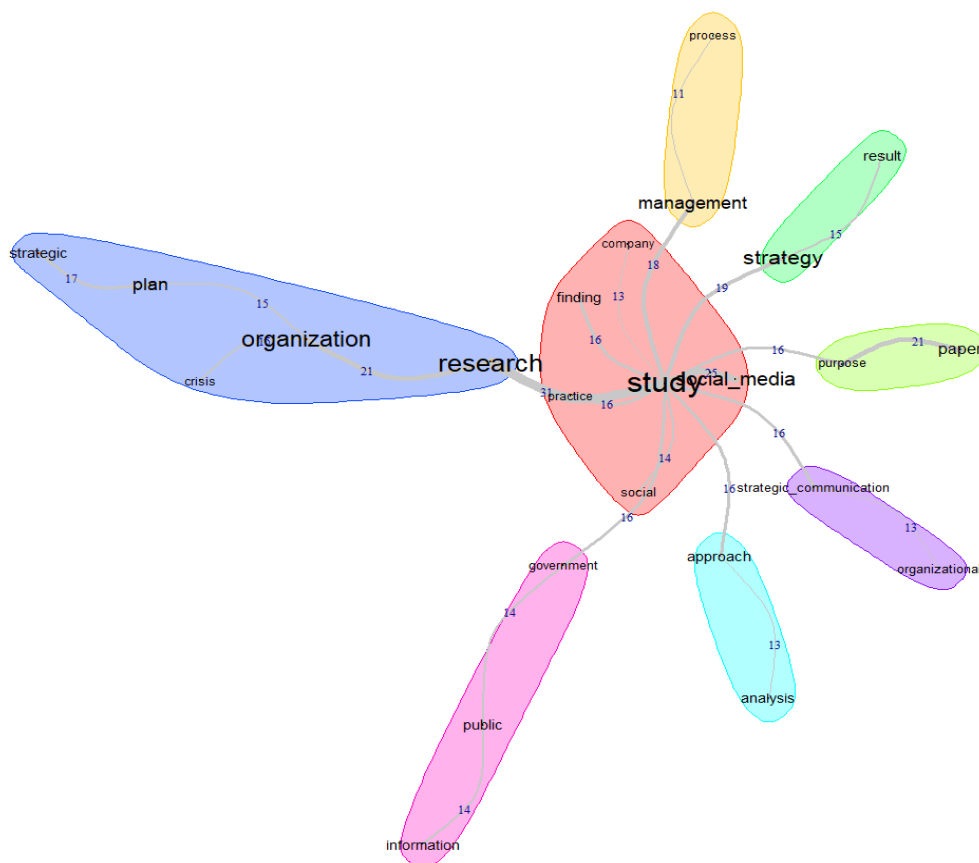 process
11
result
management
15
company
strategy
strategic
18
17
plan
19
finding
15
13
organization
16
16
21
paper
research
purpose
21
25
social_media
crisis
study
31
practice
16
16
14
strategic_communication
social
16
16
13
approach
government
organizational
14
13
analysis
public
14
information